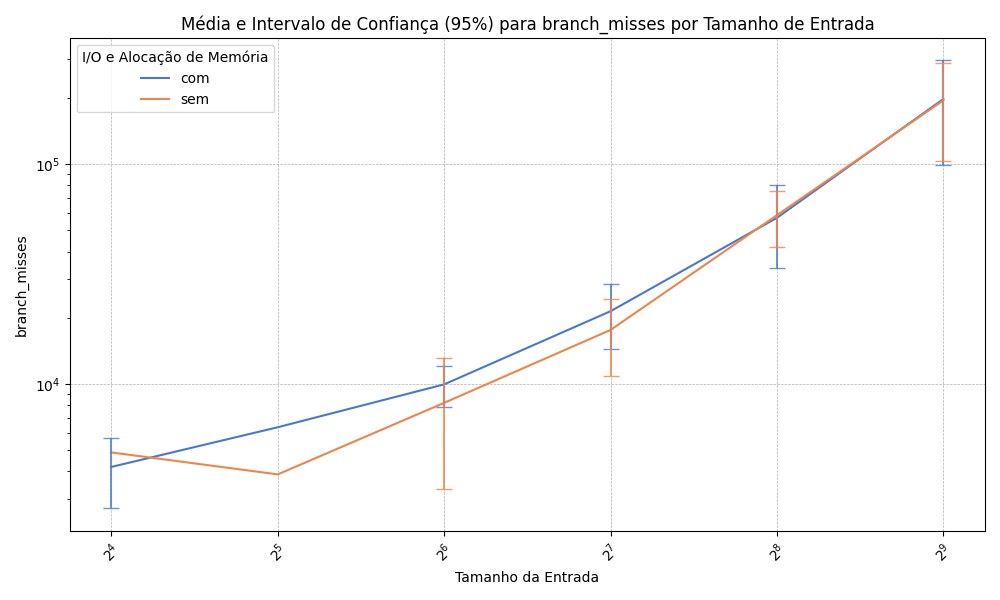 Média e Intervalo de Confiança (95%) para branch_misses por Tamanho de Entrada
I/O e Alocação de Memória
com
sem
branch_misses
10⁵
10⁴
2⁴
2⁵
2⁶
2⁷
2⁸
2⁹
Tamanho da Entrada